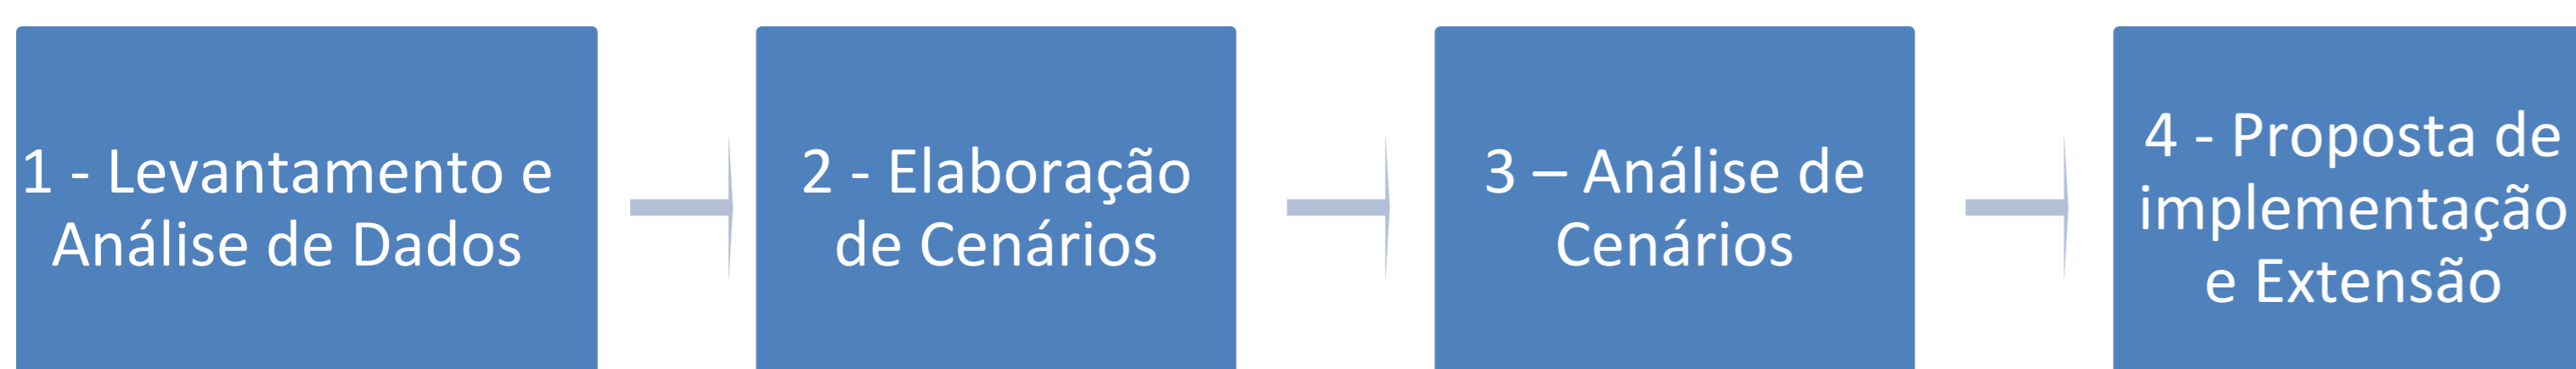 1 - Levantamento e
Análise de Dados
2 - Elaboração
de Cenários
3 – Análise de
Cenários
4 - Proposta de
implementação
e Extensão